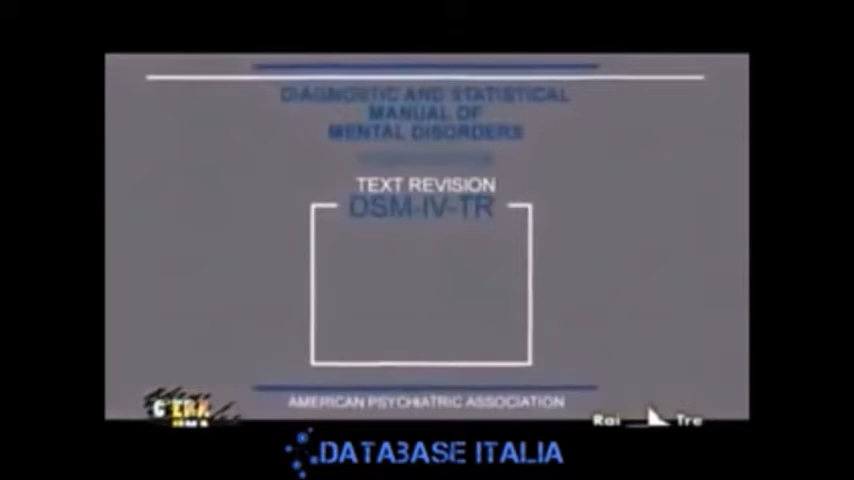 DIAGNOSTIC AND STATISTICAL
MANUAL OF
MENTAL DISORDERS
TEXT REVISION
DSM-IV-TR
AMERICAN PSYCHIATRIC ASSOCIATION
C'ERA
Rai Tre
DATABASE ITALIA